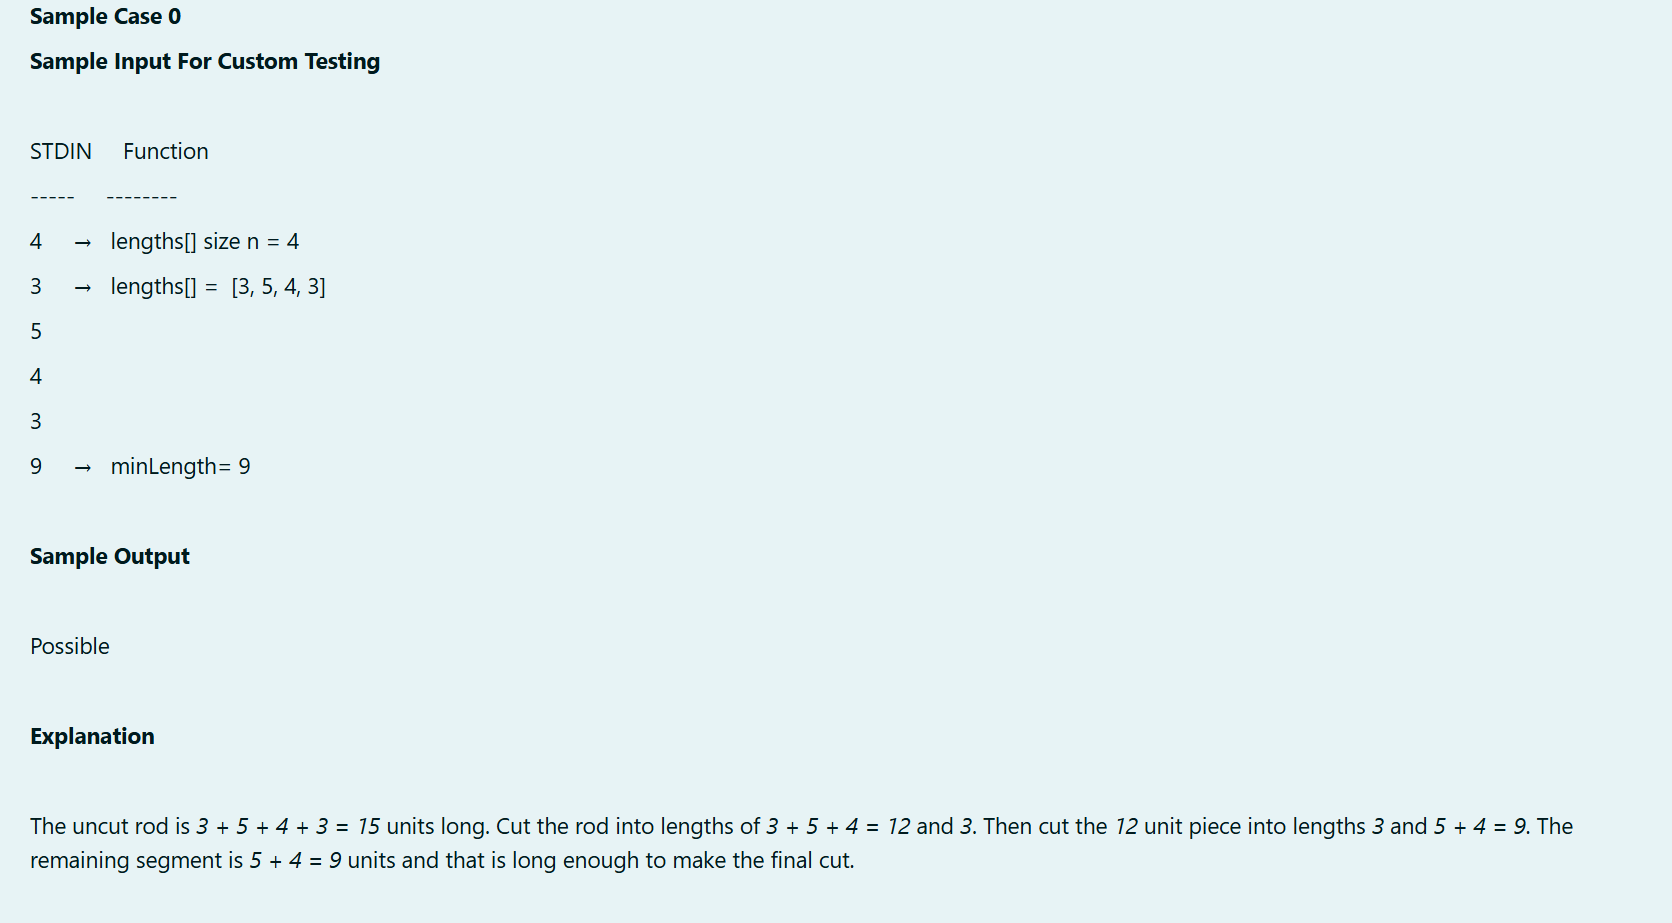 Sample Case 0
Sample Input For Custom Testing
STDIN Function
----- --------
4 → lengths[] size n = 4
3 → lengths[] = [3, 5, 4, 3]
5
4
3
9 → minLength= 9
Sample Output
Possible
Explanation
The uncut rod is 3 + 5 + 4 + 3 = 15 units long. Cut the rod into lengths of 3 + 5 + 4 = 12 and 3. Then cut the 12 unit piece into lengths 3 and 5 + 4 = 9. The
remaining segment is 5 + 4 = 9 units and that is long enough to make the final cut.